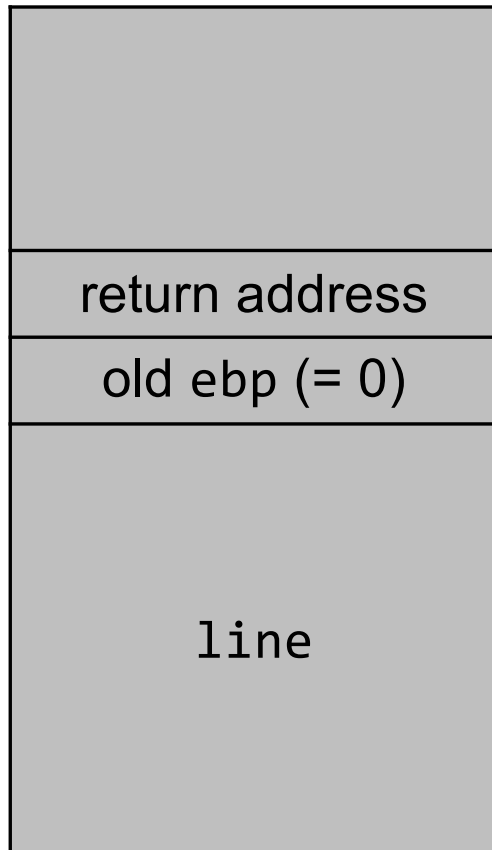 return address
old ebp (= 0)
line